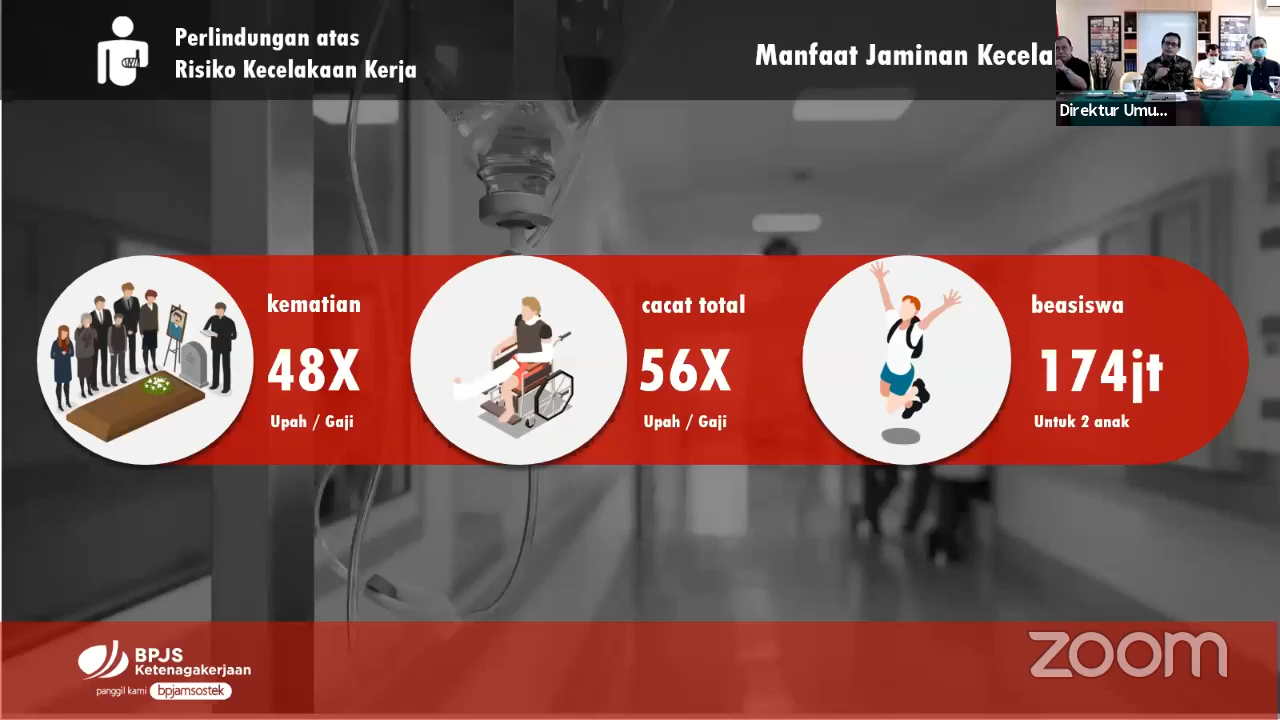 Perlindungan atas
Risiko Kecelakaan Kerja
Manfaat Jaminan Kecela
Direktur Umu...
kematian
48X
Upah / Gaji
cacat total
56X
Upah / Gaji
beasiswa
174jt
Untuk 2 anak
BPJS
Ketenagakerjaan
panggil kami bpjamsostek
zoom